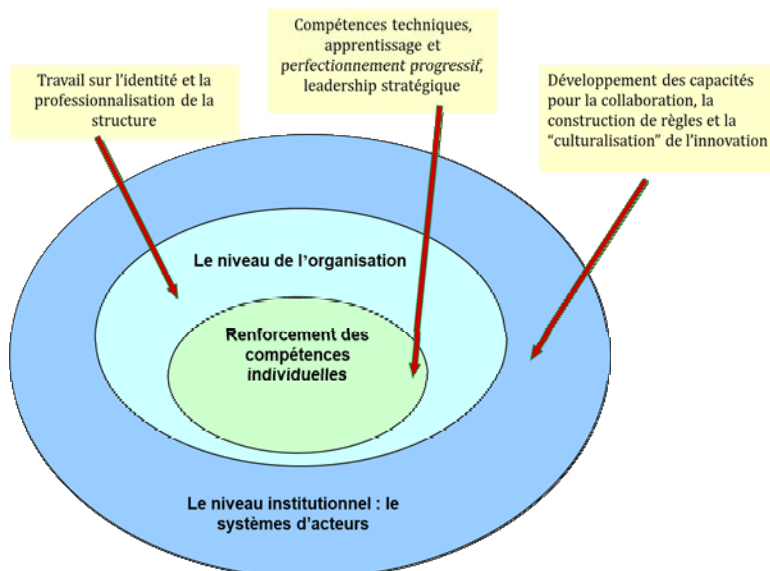 Travail sur l'identité et la
professionnalisation de la
structure
Compétences techniques,
apprentissage et
perfectionnement progressif,
leadership stratégique
Développement des capacités
pour la collaboration, la
construction de règles et la
“culturalisation” de l'innovation
Le niveau de l'organisation
Renforcement des
compétences
individuelles
Le niveau institutionnel : le
systèmes d'acteurs